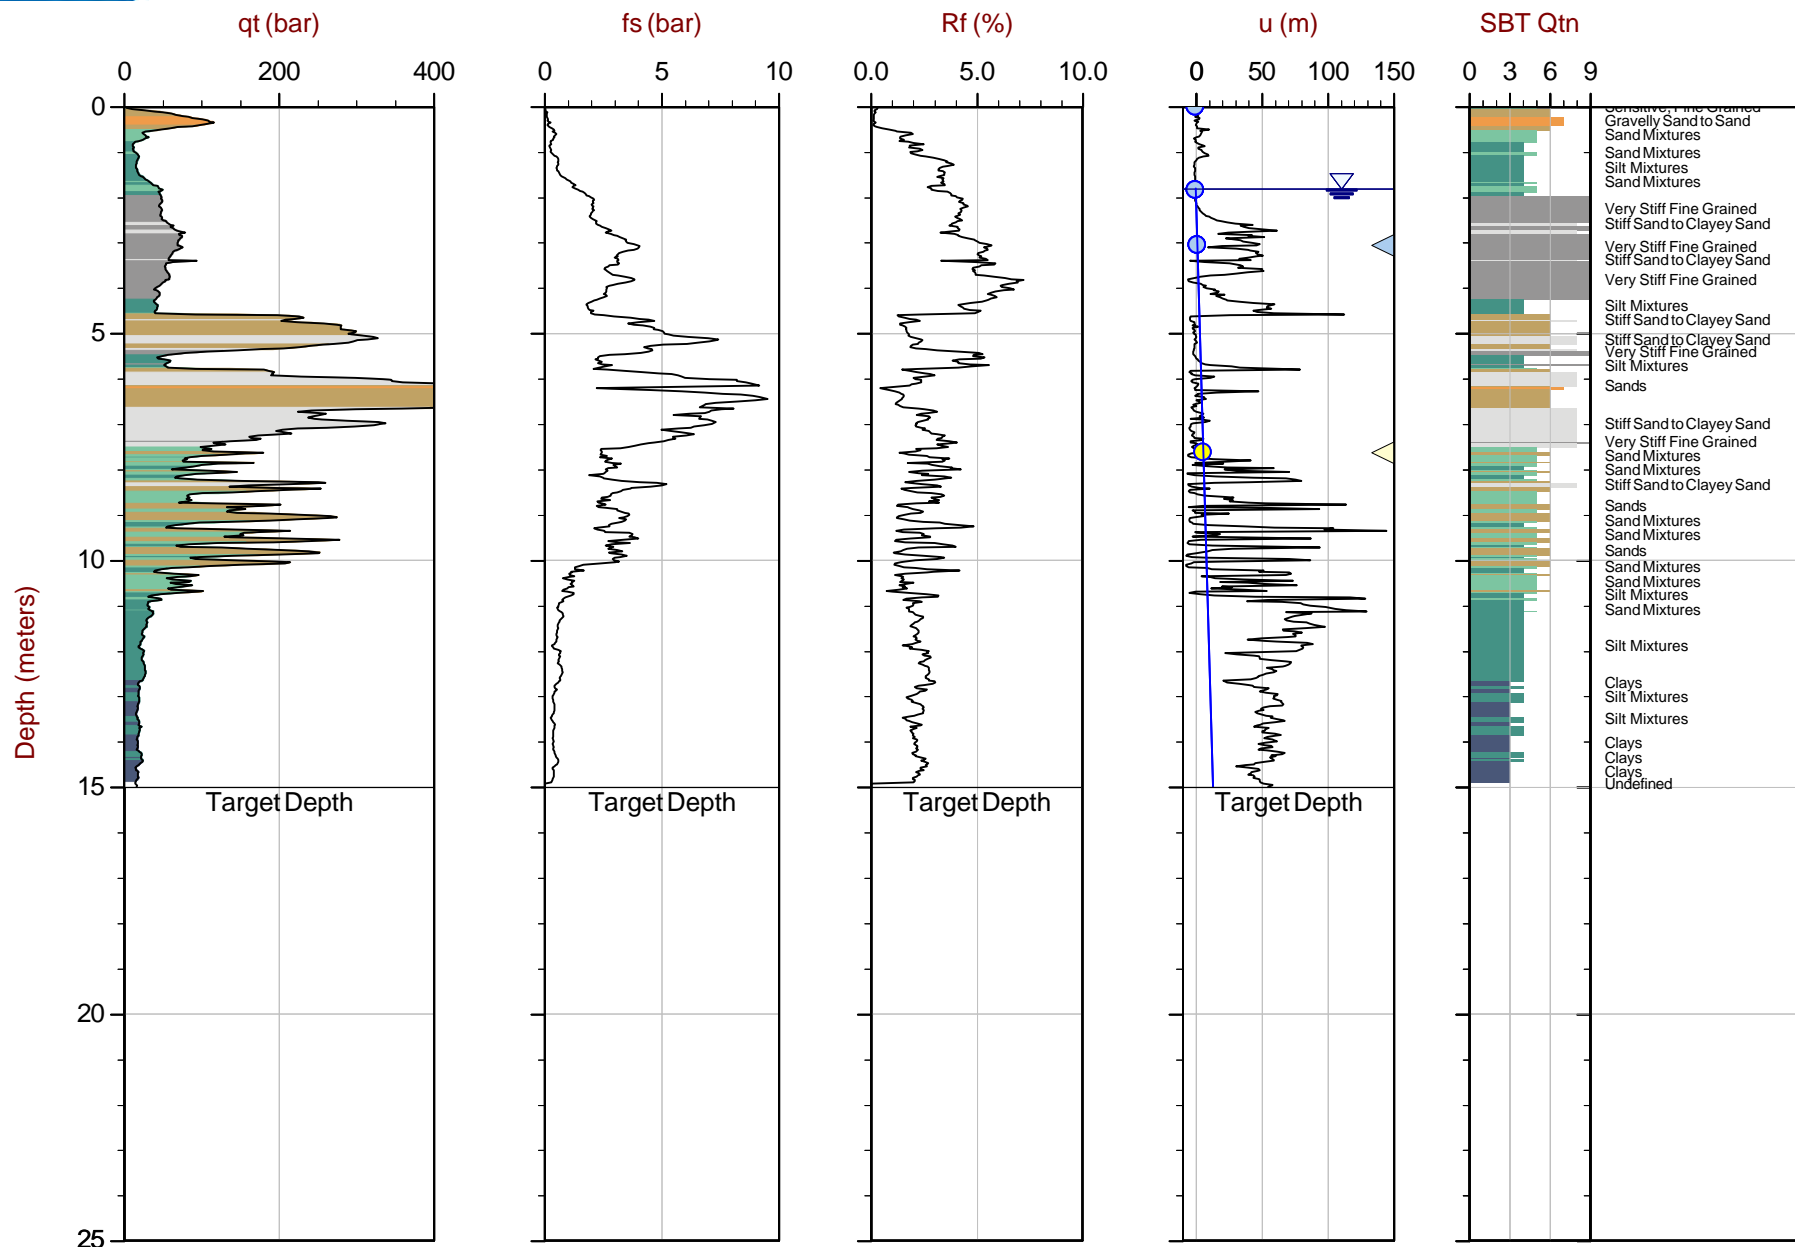 qt (bar) fs (bar) Rf (%) u (m) SBT Qtn
0 200 400 0 5 10 0.0 5.0 10.0 0 50 100 150 0 3 6 9
0
5
10
15
20
25
Depth (meters)
Sensitive, Fine Grained
Gravelly Sand to Sand
Sand Mixtures
Sand Mixtures
Silt Mixtures
Sand Mixtures
Very Stiff Fine Grained
Stiff Sand to Clayey Sand
Very Stiff Fine Grained
Stiff Sand to Clayey Sand
Very Stiff Fine Grained
Silt Mixtures
Stiff Sand to Clayey Sand
Stiff Sand to Clayey Sand
Very Stiff Fine Grained
Silt Mixtures
Sands
Stiff Sand to Clayey Sand
Very Stiff Fine Grained
Sand Mixtures
Sand Mixtures
Stiff Sand to Clayey Sand
Sands
Sand Mixtures
Sand Mixtures
Sands
Sand Mixtures
Sand Mixtures
Silt Mixtures
Sand Mixtures
Silt Mixtures
Clays
Silt Mixtures
Silt Mixtures
Clays
Clays
Clays
Undefined
Target Depth Target Depth Target Depth Target Depth